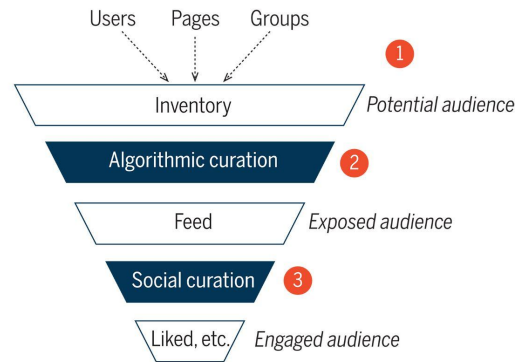 Users Pages Groups
1
Inventory Potential audience
Algorithmic curation 2
Feed Exposed audience
Social curation 3
Liked, etc. Engaged audience